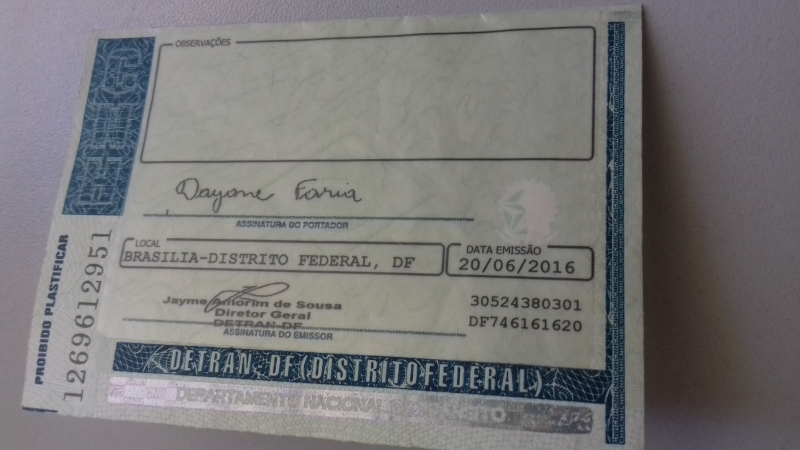 OBSERVAÇÕES
Dayane Faria
ASSINATURA DO PORTADOR
LOCAL
BRASILIA-DISTRITO FEDERAL, DF
DATA EMISSÃO
20/06/2016
Jayme Amorim de Sousa
Diretor Geral
DETRAN-DF
ASSINATURA DO EMISSOR
30524380301
DF746161620
DETRAN, DF (DISTRITO FEDERAL)
DEPARTAMENTO NACIONAL
PROIBIDO PLASTIFICAR
1269612951